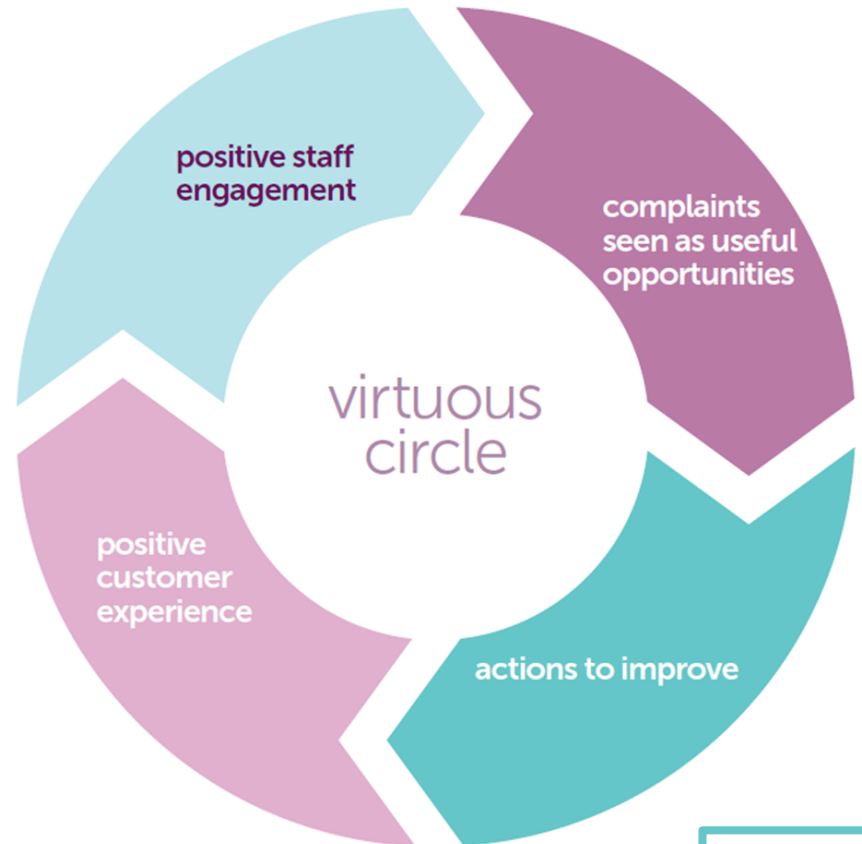 positive staff
engagement
complaints
seen as useful
opportunities
virtuous
circle
positive
customer
experience
actions to improve